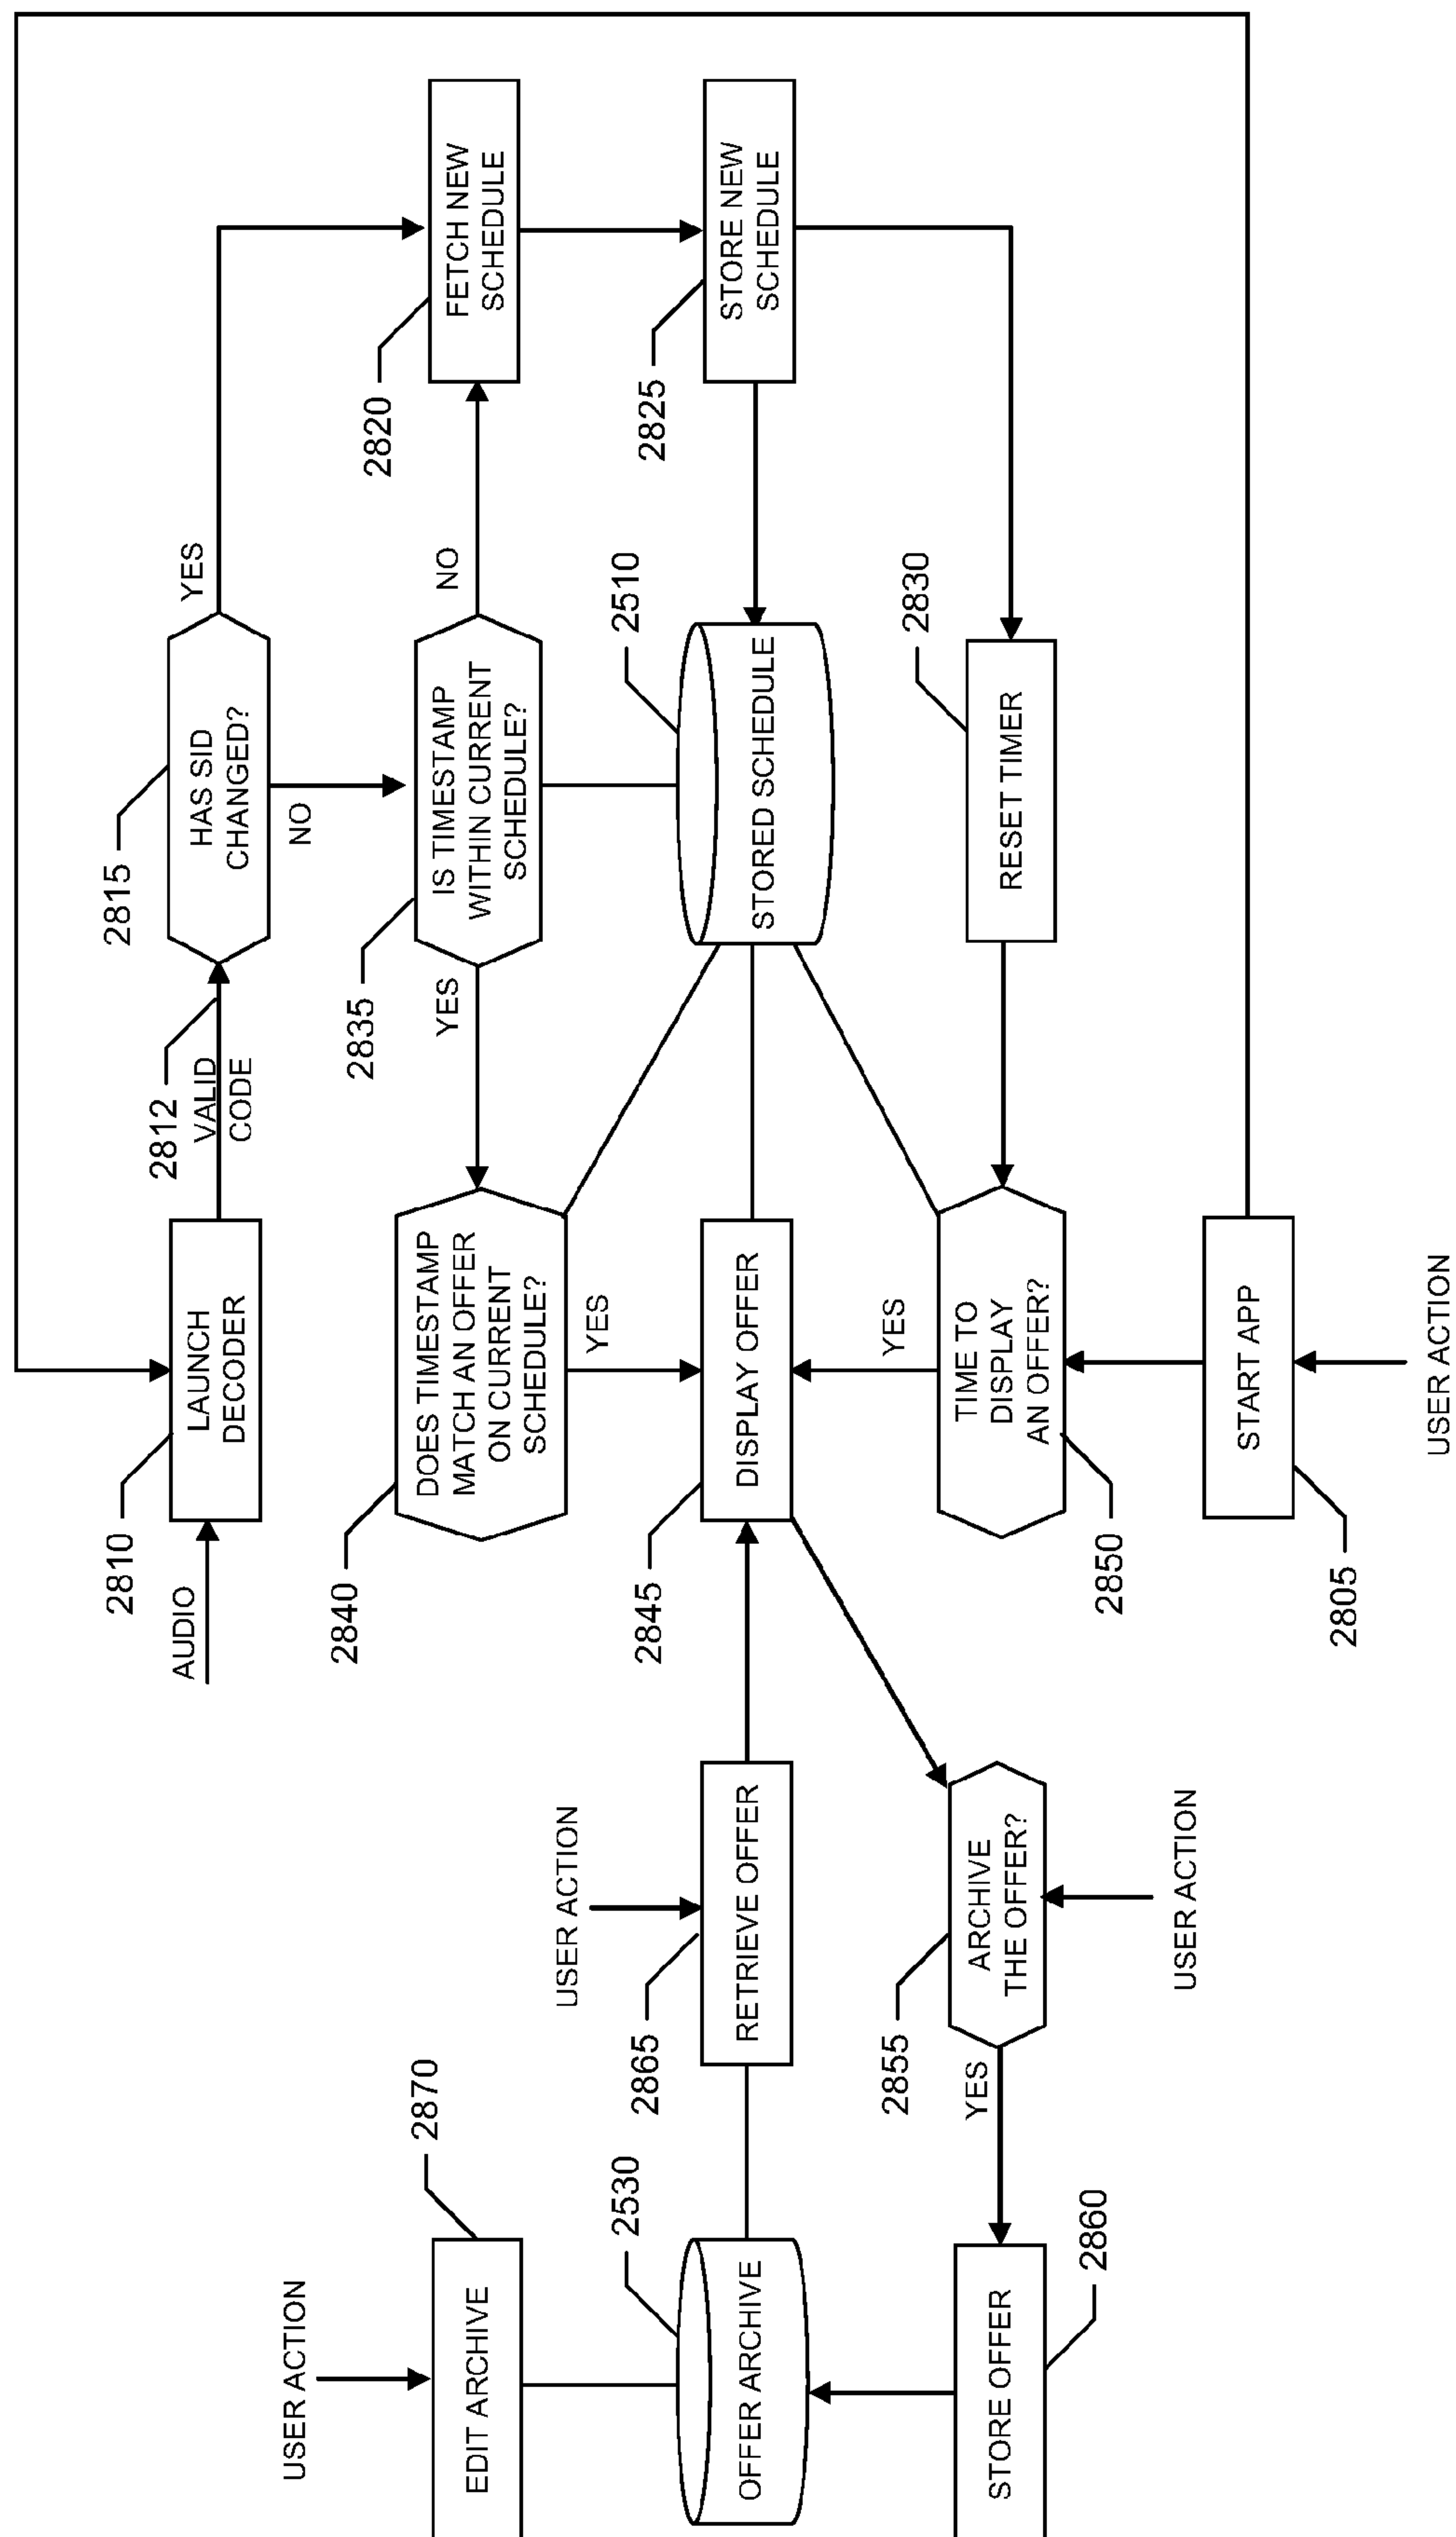 USER ACTION
EDIT ARCHIVE
2870
2530
OFFER ARCHIVE
STORE OFFER
2860
USER ACTION
RETRIEVE OFFER
2865
ARCHIVE
THE OFFER?
2855
YES
USER ACTION
AUDIO
LAUNCH
DECODER
2810
2812
VALID
CODE
HAS SID
CHANGED?
2815
YES
NO
DOES TIMESTAMP
MATCH AN OFFER
ON CURRENT
SCHEDULE?
2840
YES
YES
IS TIMESTAMP
WITHIN CURRENT
SCHEDULE?
2835
NO
FETCH NEW
SCHEDULE
2820
DISPLAY OFFER
2845
STORED SCHEDULE
2510
STORE NEW
SCHEDULE
2825
YES
TIME TO
DISPLAY
AN OFFER?
2850
RESET TIMER
2830
START APP
2805
USER ACTION